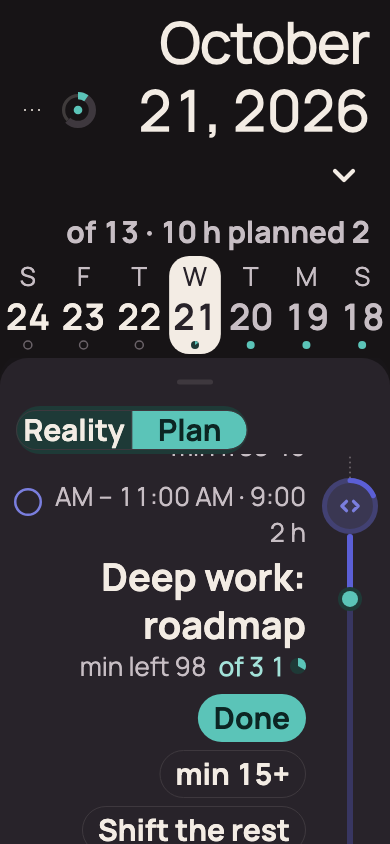 October
21, 2026
of 13 · 10 h planned 2
S F T W T M S
24 23 22 21 20 19 18
Reality Plan
AM – 11:00 AM · 9:00
2 h
Deep work:
roadmap
min left 98 of 3 1
Done
min 15+
Shift the rest